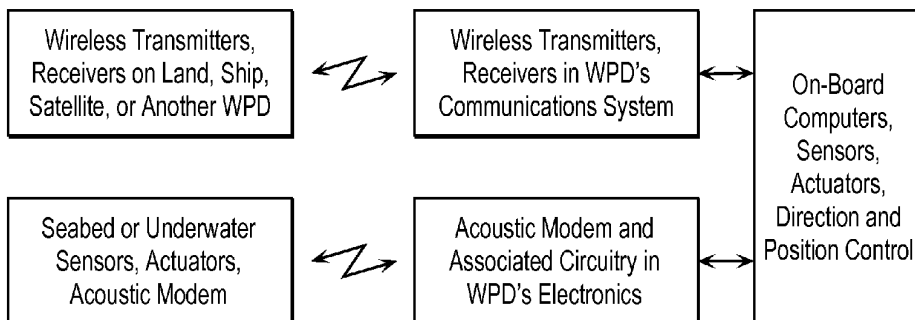 Wireless Transmitters,
Receivers on Land, Ship,
Satellite, or Another WPD
Wireless Transmitters,
Receivers in WPD's
Communications System
On-Board
Computers,
Sensors,
Actuators,
Direction and
Position Control
Seabed or Underwater
Sensors, Actuators,
Acoustic Modem
Acoustic Modem and
Associated Circuitry in
WPD's Electronics